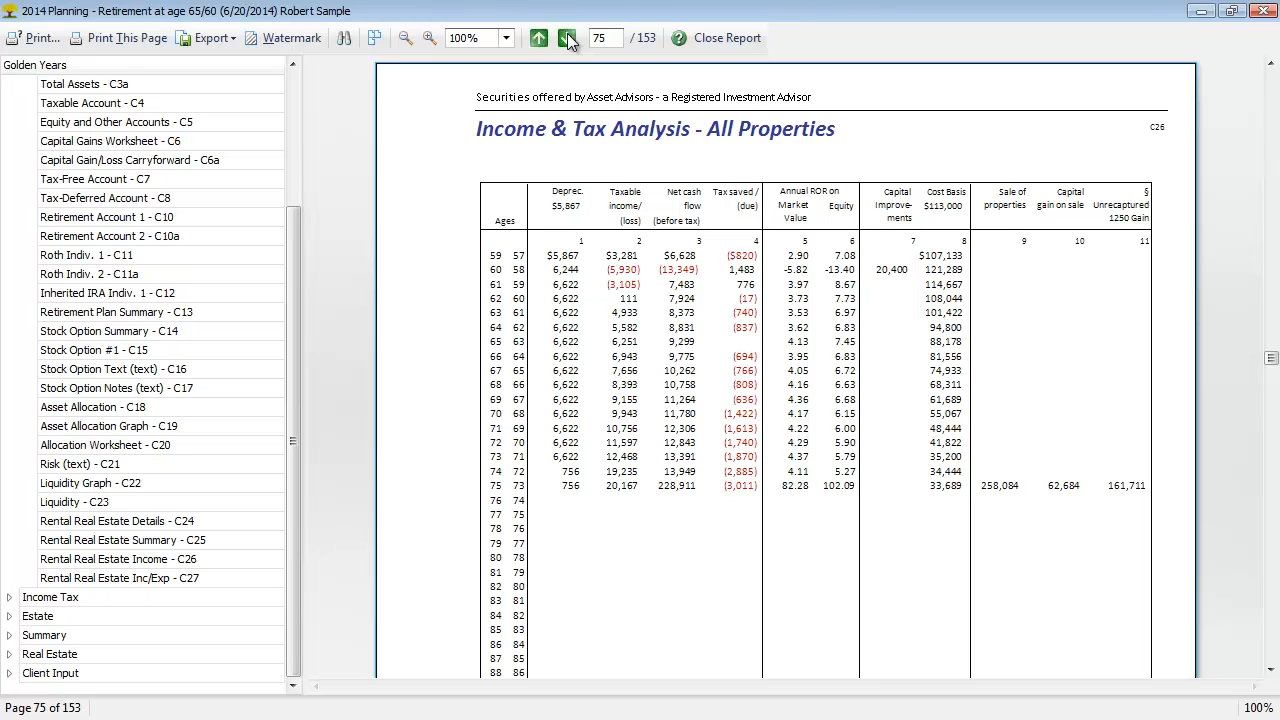 2014 Planning - Retirement at age 65/60 (6/20/2014) Robert Sample
Print... Print This Page Export Watermark 100% 75 / 153 Close Report
Golden Years
Total Assets - C3a
Taxable Account - C4
Equity and Other Accounts - C5
Capital Gains Worksheet - C6
Capital Gain/Loss Carryforward - C6a
Tax-Free Account - C7
Tax-Deferred Account - C8
Retirement Account 1 - C10
Retirement Account 2 - C10a
Roth Indiv. 1 - C11
Roth Indiv. 2 - C11a
Inherited IRA Indiv. 1 - C12
Retirement Plan Summary - C13
Stock Option Summary - C14
Stock Option #1 - C15
Stock Option Text (text) - C16
Stock Option Notes (text) - C17
Asset Allocation - C18
Asset Allocation Graph - C19
Allocation Worksheet - C20
Risk (text) - C21
Liquidity Graph - C22
Liquidity - C23
Rental Real Estate Details - C24
Rental Real Estate Summary - C25
Rental Real Estate Income - C26
Rental Real Estate Inc/Exp - C27
Income Tax
Estate
Summary
Real Estate
Client Input
Securities offered by Asset Advisors - a Registered Investment Advisor
Income & Tax Analysis - All Properties C26
Deprec. Taxable Net cash Tax saved / Annual ROR on Capital Cost Basis Sale of Capital §
$5,867 income/ flow (due) Market Equity Improve- $113,000 properties gain on sale Unrecaptured
Ages (loss) (before tax) Value ments 1250 Gain
1 2 3 4 5 6 7 8 9 10 11
59 57 $5,867 $3,281 $6,628 ($820) 2.90 7.08 $107,133
60 58 6,244 (5,930) (13,349) 1,483 -5.82 -13.40 20,400 121,289
61 59 6,622 (3,105) 7,483 776 3.97 8.67 114,667
62 60 6,622 111 7,924 (17) 3.73 7.73 108,044
63 61 6,622 4,933 8,373 (740) 3.53 6.97 101,422
64 62 6,622 5,582 8,831 (837) 3.62 6.83 94,800
65 63 6,622 6,251 9,299 4.13 7.45 88,178
66 64 6,622 6,943 9,775 (694) 3.95 6.83 81,556
67 65 6,622 7,656 10,262 (766) 4.05 6.72 74,933
68 66 6,622 8,393 10,758 (808) 4.16 6.63 68,311
69 67 6,622 9,155 11,264 (636) 4.36 6.68 61,689
70 68 6,622 9,943 11,780 (1,422) 4.17 6.15 55,067
71 69 6,622 10,756 12,306 (1,613) 4.22 6.00 48,444
72 70 6,622 11,597 12,843 (1,740) 4.29 5.90 41,822
73 71 6,622 12,468 13,391 (1,870) 4.37 5.79 35,200
74 72 756 19,235 13,949 (2,885) 4.11 5.27 34,444
75 73 756 20,167 228,911 (3,011) 82.28 102.09 33,689 258,084 62,684 161,711
76 74
77 75
78 76
79 77
80 78
81 79
82 80
83 81
84 82
85 83
86 84
87 85
88 86
Page 75 of 153 100%